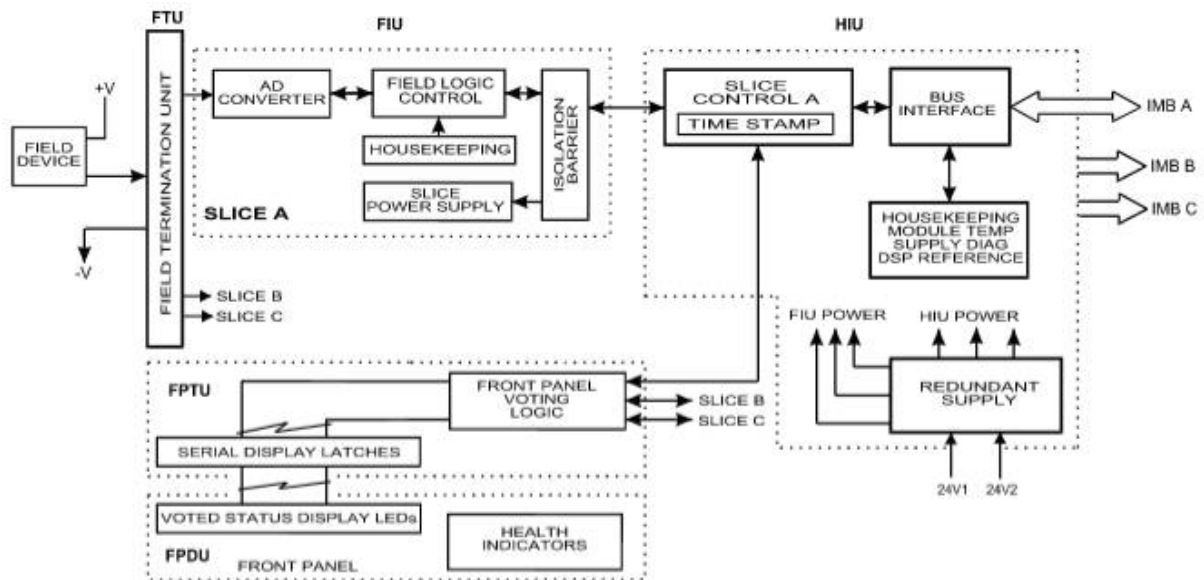 FTU
FIU
HIU
+V
FIELD
DEVICE
-V
FIELD TERMINATION UNIT
AD
CONVERTER
FIELD LOGIC
CONTROL
HOUSEKEEPING
SLICE
POWER SUPPLY
ISOLATION
BARRIER
SLICE A
SLICE B
SLICE C
SLICE
CONTROL A
TIME STAMP
BUS
INTERFACE
IMB A
IMB B
IMB C
HOUSEKEEPING
MODULE TEMP
SUPPLY DIAG
DSP REFERENCE
FIU POWER
HIU POWER
REDUNDANT
SUPPLY
24V1
24V2
FPTU
FRONT PANEL
VOTING
LOGIC
SLICE B
SLICE C
SERIAL DISPLAY LATCHES
VOTED STATUS DISPLAY LEDs
HEALTH
INDICATORS
FPDU
FRONT PANEL